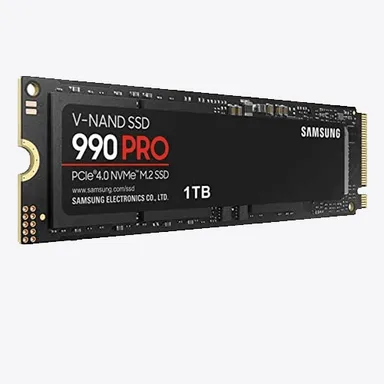 V-NAND SSD
990 PRO
PCIe®4.0 NVMe™ M.2 SSD
www.samsung.com/ssd
SAMSUNG ELECTRONICS CO., LTD.
1TB
SAMSUNG